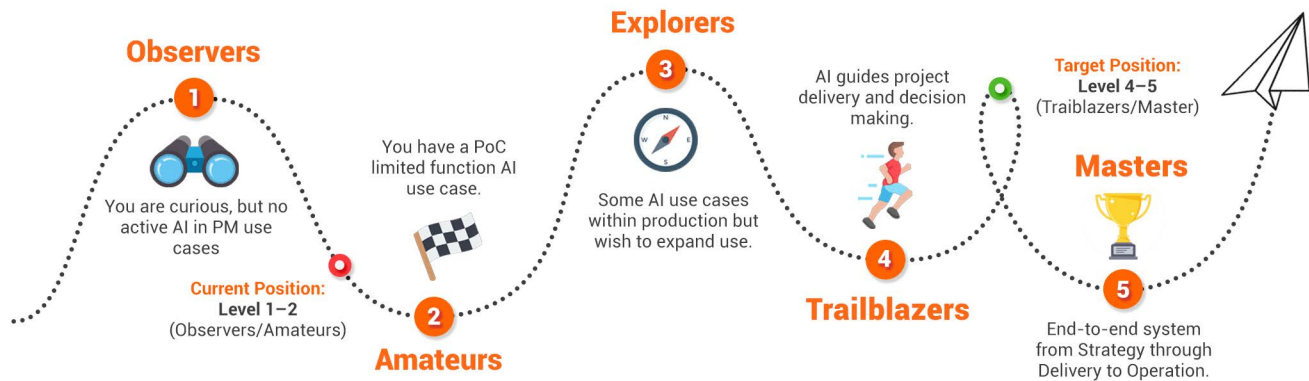 Observers
1
You are curious, but no
active AI in PM use
cases
Current Position:
Level 1–2
(Observers/Amateurs)
You have a PoC
limited function AI
use case.
2
Amateurs
Explorers
3
N
W
E
S
Some AI use cases
within production but
wish to expand use.
AI guides project
delivery and decision
making.
4
Trailblazers
Target Position:
Level 4–5
(Traiblazers/Master)
Masters
5
End-to-end system
from Strategy through
Delivery to Operation.